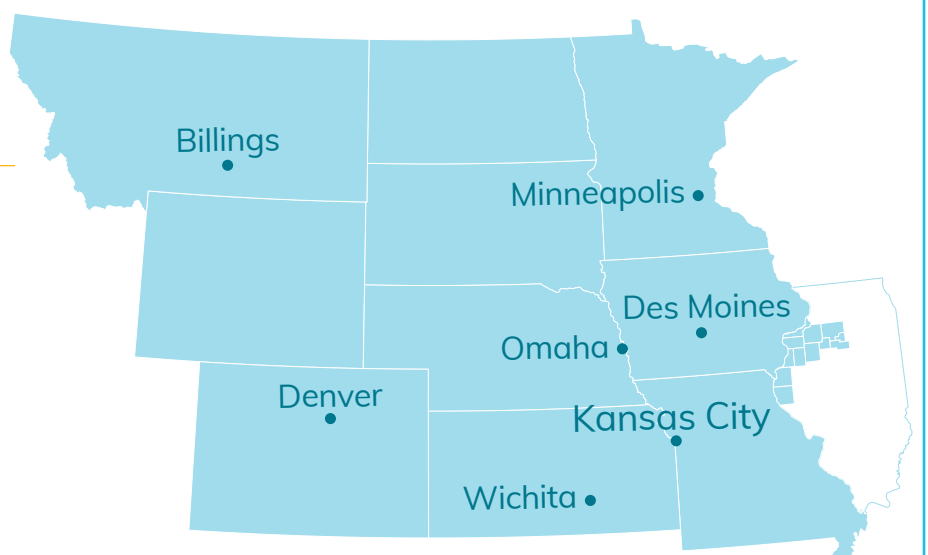 Billings
Minneapolis
Des Moines
Omaha
Denver
Kansas City
Wichita